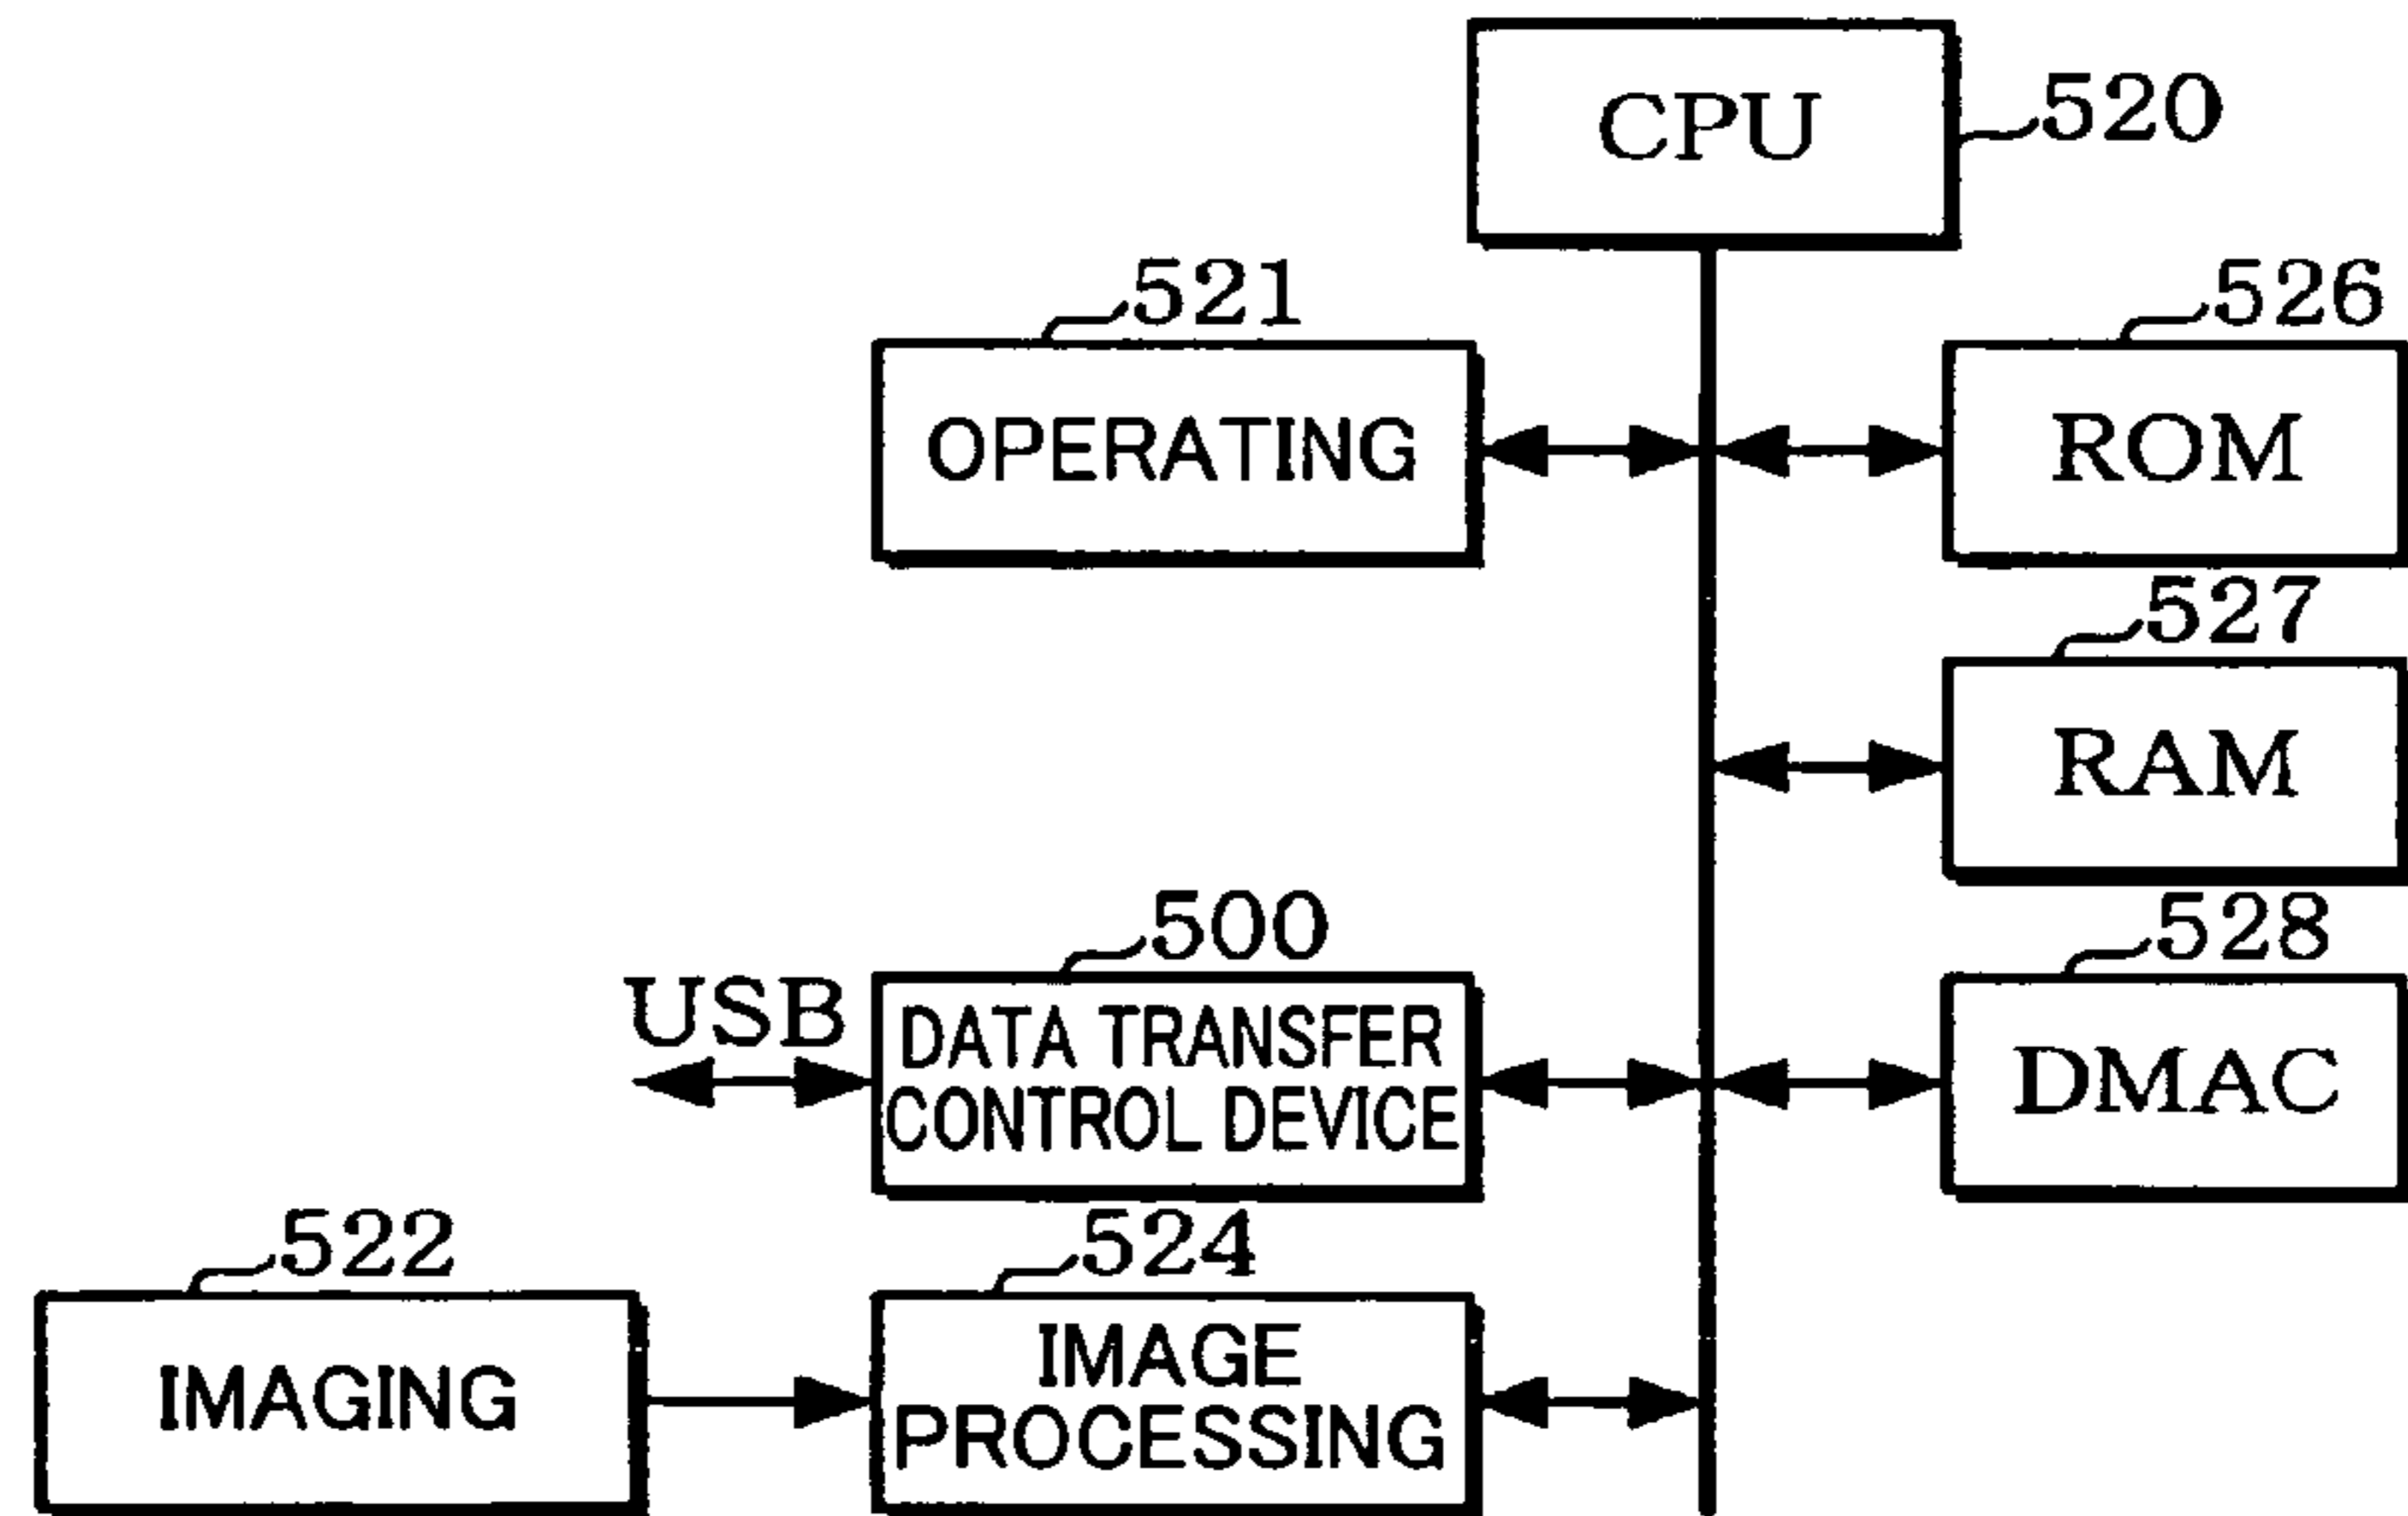 CPU
520
521
526
OPERATING
ROM
527
RAM
500
528
USB
DATA TRANSFER
CONTROL DEVICE
DMAC
522
524
IMAGING
IMAGE
PROCESSING